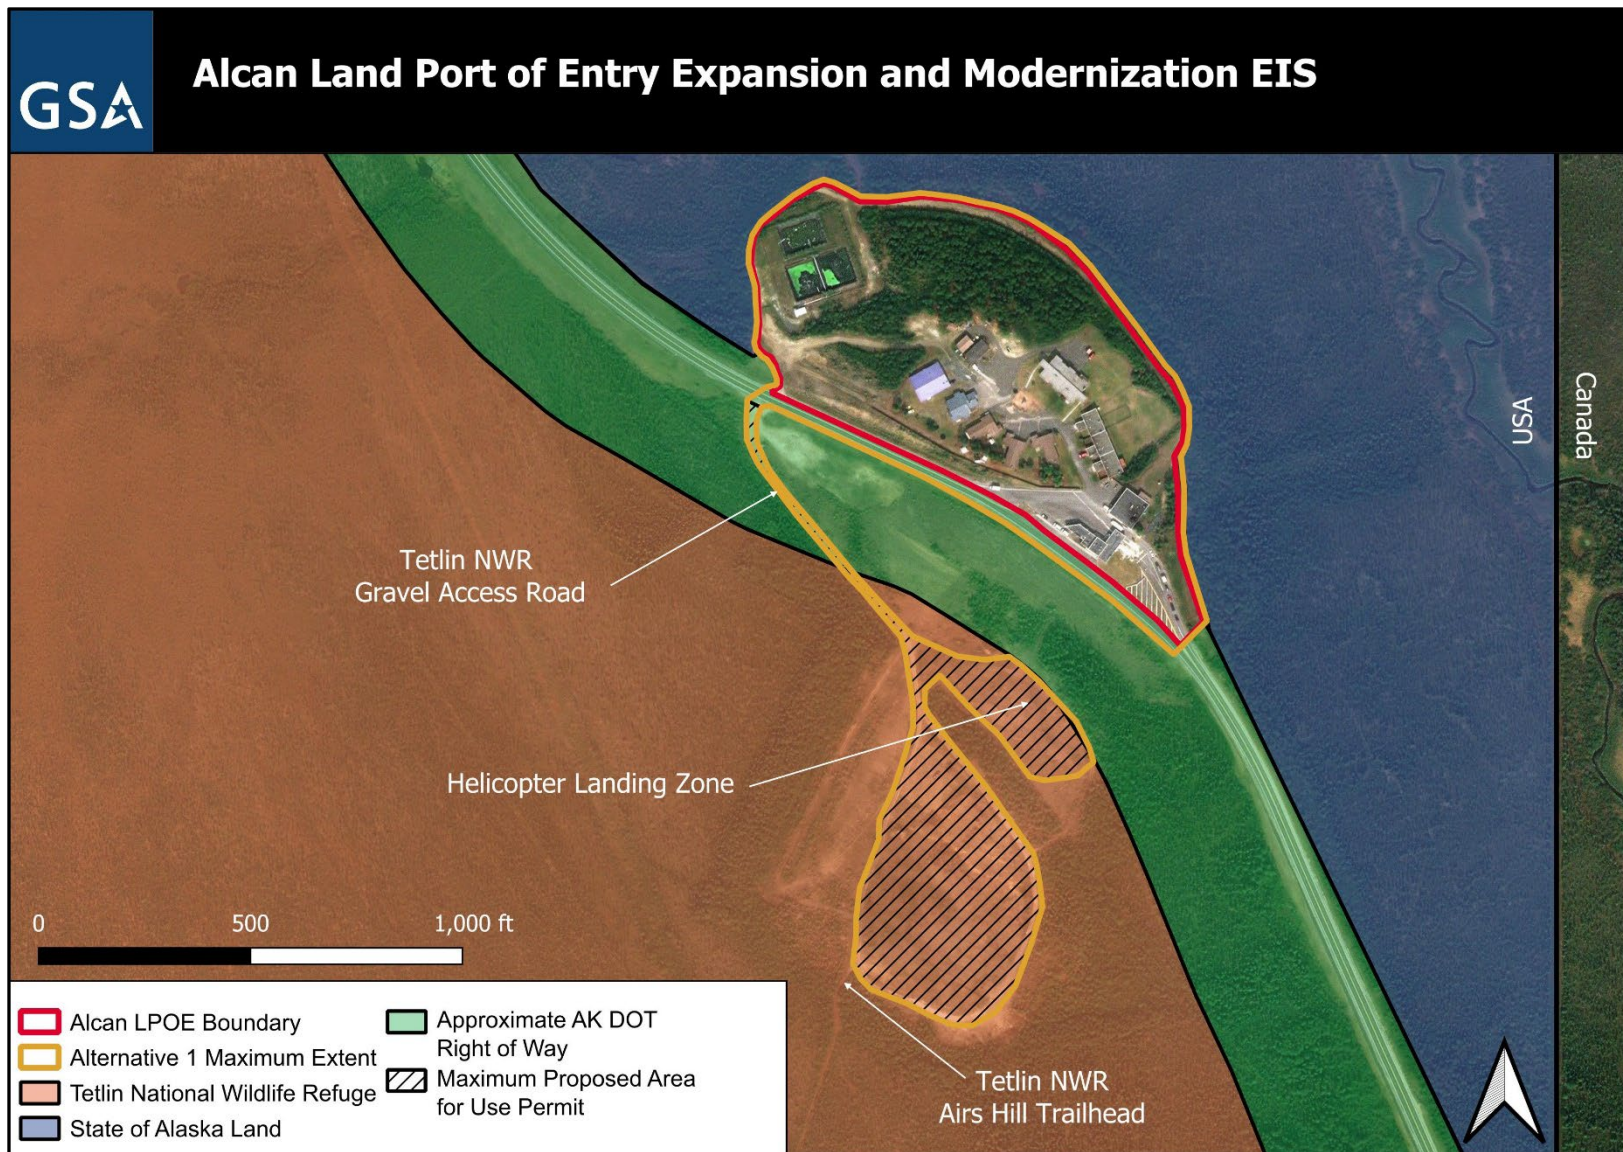 GSA
Alcan Land Port of Entry Expansion and Modernization EIS
USA
Canada
Tetlin NWR
Gravel Access Road
Helicopter Landing Zone
0 500 1,000 ft
Alcan LPOE Boundary
Alternative 1 Maximum Extent
Tetlin National Wildlife Refuge
State of Alaska Land
Approximate AK DOT
Right of Way
Maximum Proposed Area
for Use Permit
Tetlin NWR
Airs Hill Trailhead